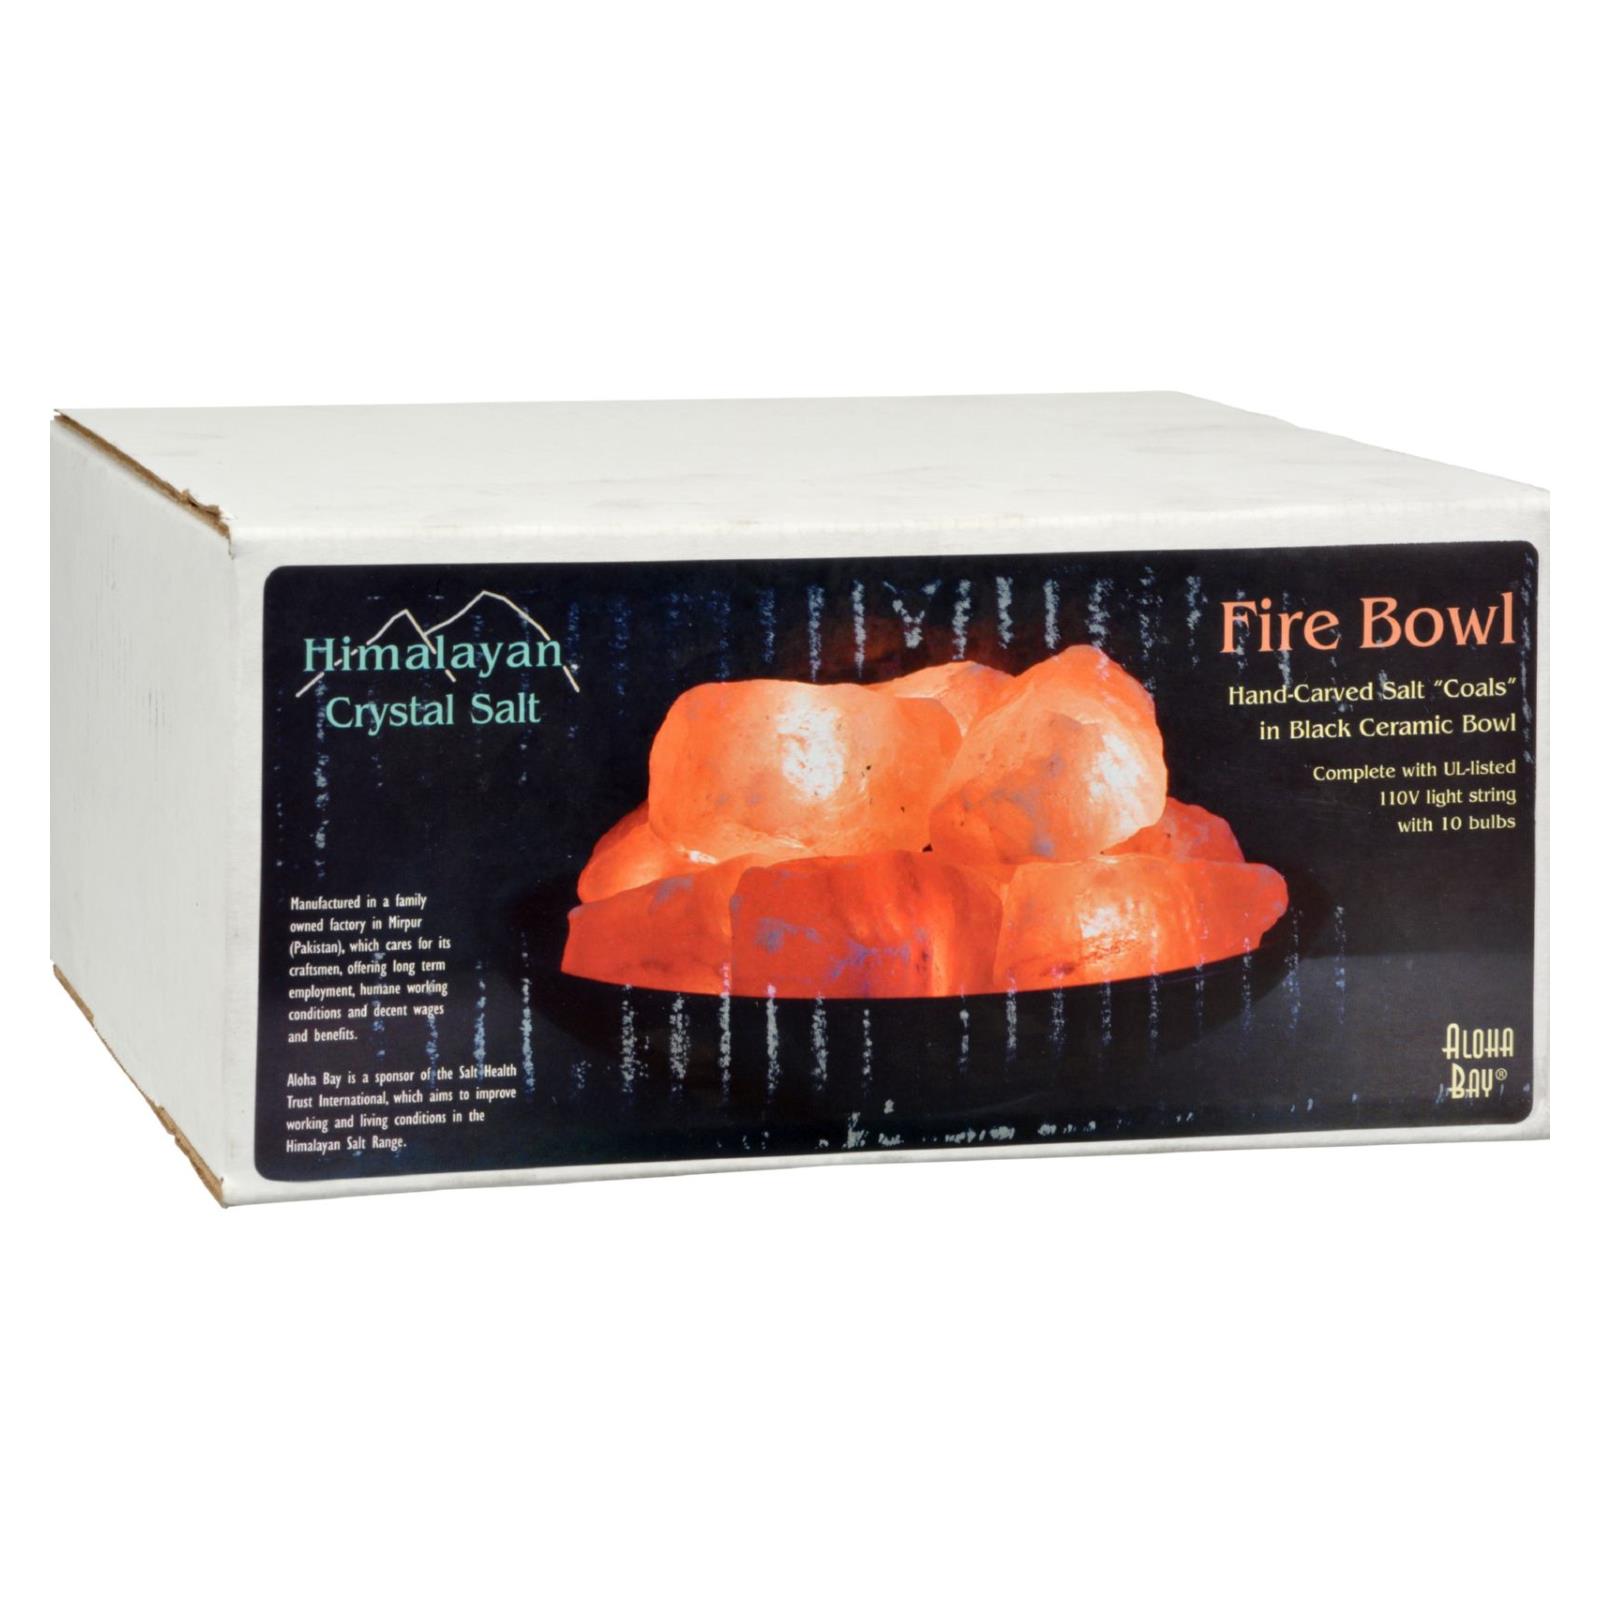 Himalayan
Crystal Salt
Fire Bowl
Hand-Carved Salt "Coals"
in Black Ceramic Bowl
Complete with UL-listed
110V light string
with 10 bulbs
Manufactured in a family
owned factory in Mirpur
(Pakistan), which cares for its
craftsmen, offering long term
employment, humane working
conditions and decent wages
and benefits.
Aloha Bay is a sponsor of the Salt Health
Trust International, which aims to improve
working and living conditions in the
Himalayan Salt Range.
ALOHA
BAY®